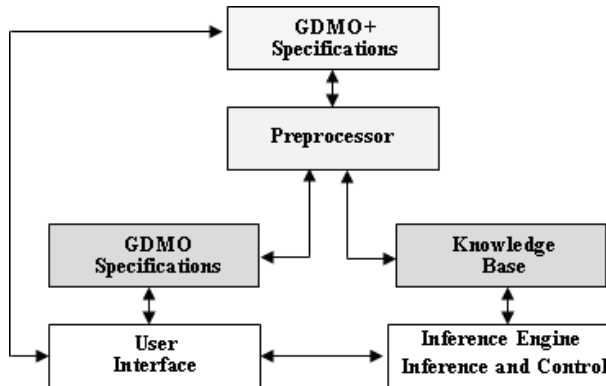 GDMO+
Specifications
Preprocessor
GDMO
Specifications
Knowledge
Base
User
Interface
Inference Engine
Inference and Control